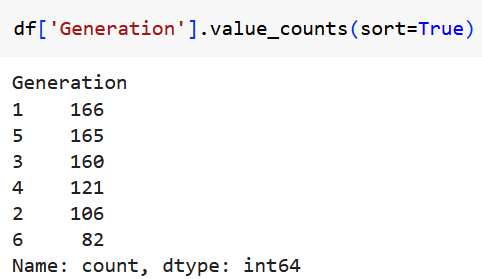 df['Generation'].value_counts(sort=True)
Generation
1    166
5    165
3    160
4    121
2    106
6     82
Name: count, dtype: int64